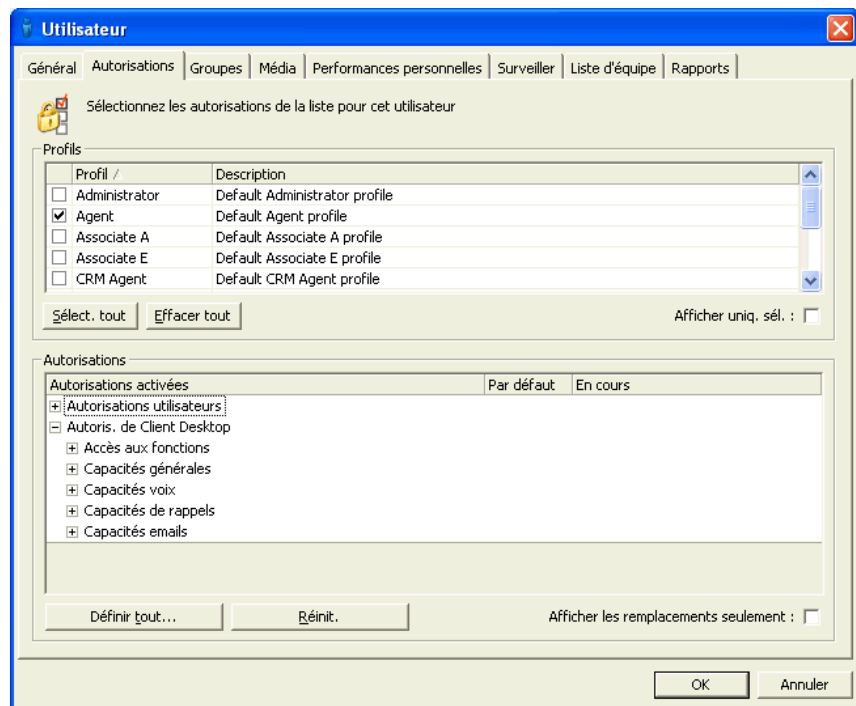 Utilisateur
Général Autorisations Groupes Média Performances personnelles Surveiller Liste d'équipe Rapports
Sélectionnez les autorisations de la liste pour cet utilisateur
Profils
Profil Description
Administrator Default Administrator profile
Agent Default Agent profile
Associate A Default Associate A profile
Associate E Default Associate E profile
CRM Agent Default CRM Agent profile
Sélect. tout Effacer tout Afficher uniq. sél. :
Autorisations
Autorisations activées Par défaut En cours
Autorisations utilisateurs
Autoris. de Client Desktop
Accès aux fonctions
Capacités générales
Capacités voix
Capacités de rappels
Capacités emails
Définir tout... Réinit. Afficher les remplacements seulement :
OK Annuler